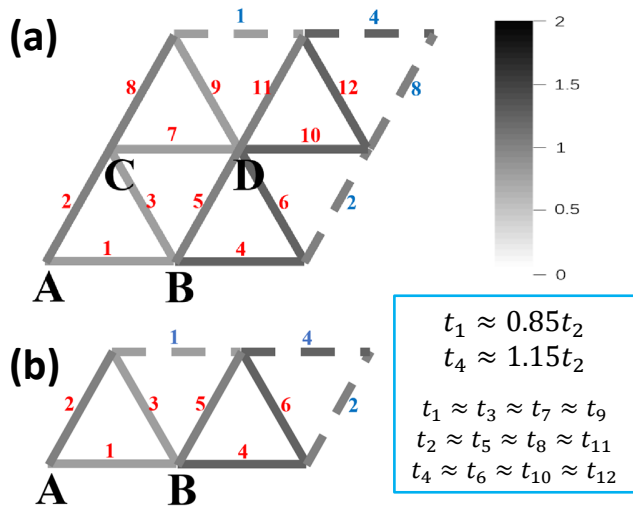 (a)
1 4
8 9 11 12 8
7 10
C D
2 3 5 6 2
1 4
A B
2
1.5
1
0.5
0
(b)
1 4
2 3 5 6 2
1 4
A B
t₁ ≈ 0.85t₂
t₄ ≈ 1.15t₂
t₁ ≈ t₃ ≈ t₇ ≈ t₉
t₂ ≈ t₅ ≈ t₈ ≈ t₁₁
t₄ ≈ t₆ ≈ t₁₀ ≈ t₁₂